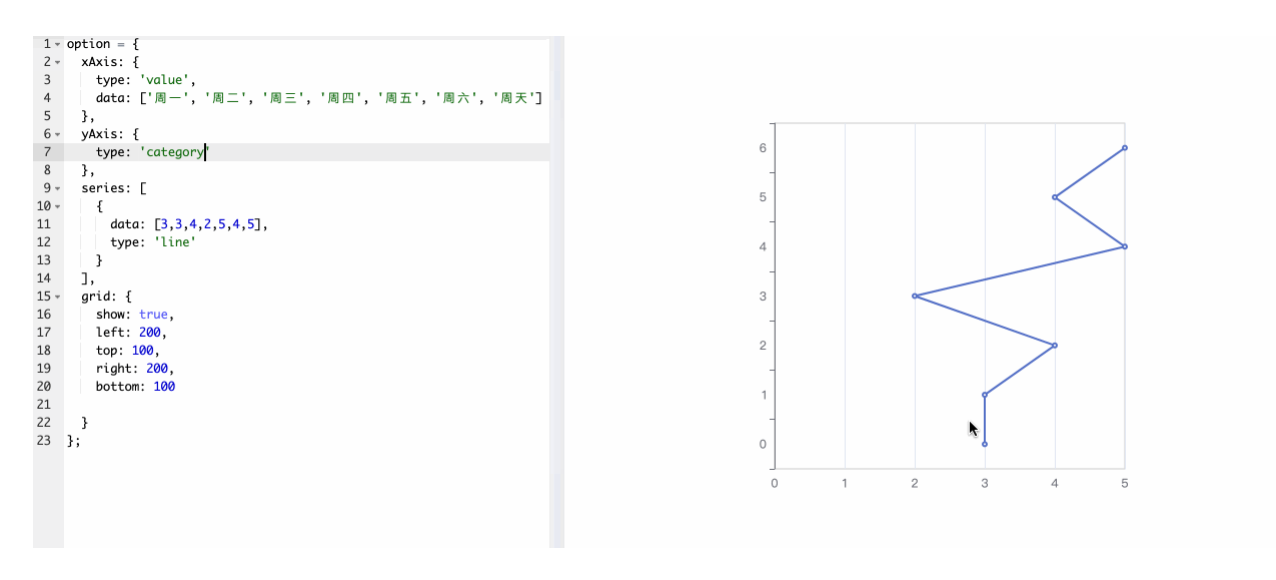 1 option = {
2 xAxis: {
3 type: 'value',
4 data: ['周一', '周二', '周三', '周四', '周五', '周六', '周天']
5 },
6 yAxis: {
7 type: 'category'
8 },
9 series: [
10 {
11 data: [3,3,4,2,5,4,5],
12 type: 'line'
13 }
14 ],
15 grid: {
16 show: true,
17 left: 200,
18 top: 100,
19 right: 200,
20 bottom: 100
21
22 }
23 };
6
5
4
3
2
1
0
0 1 2 3 4 5